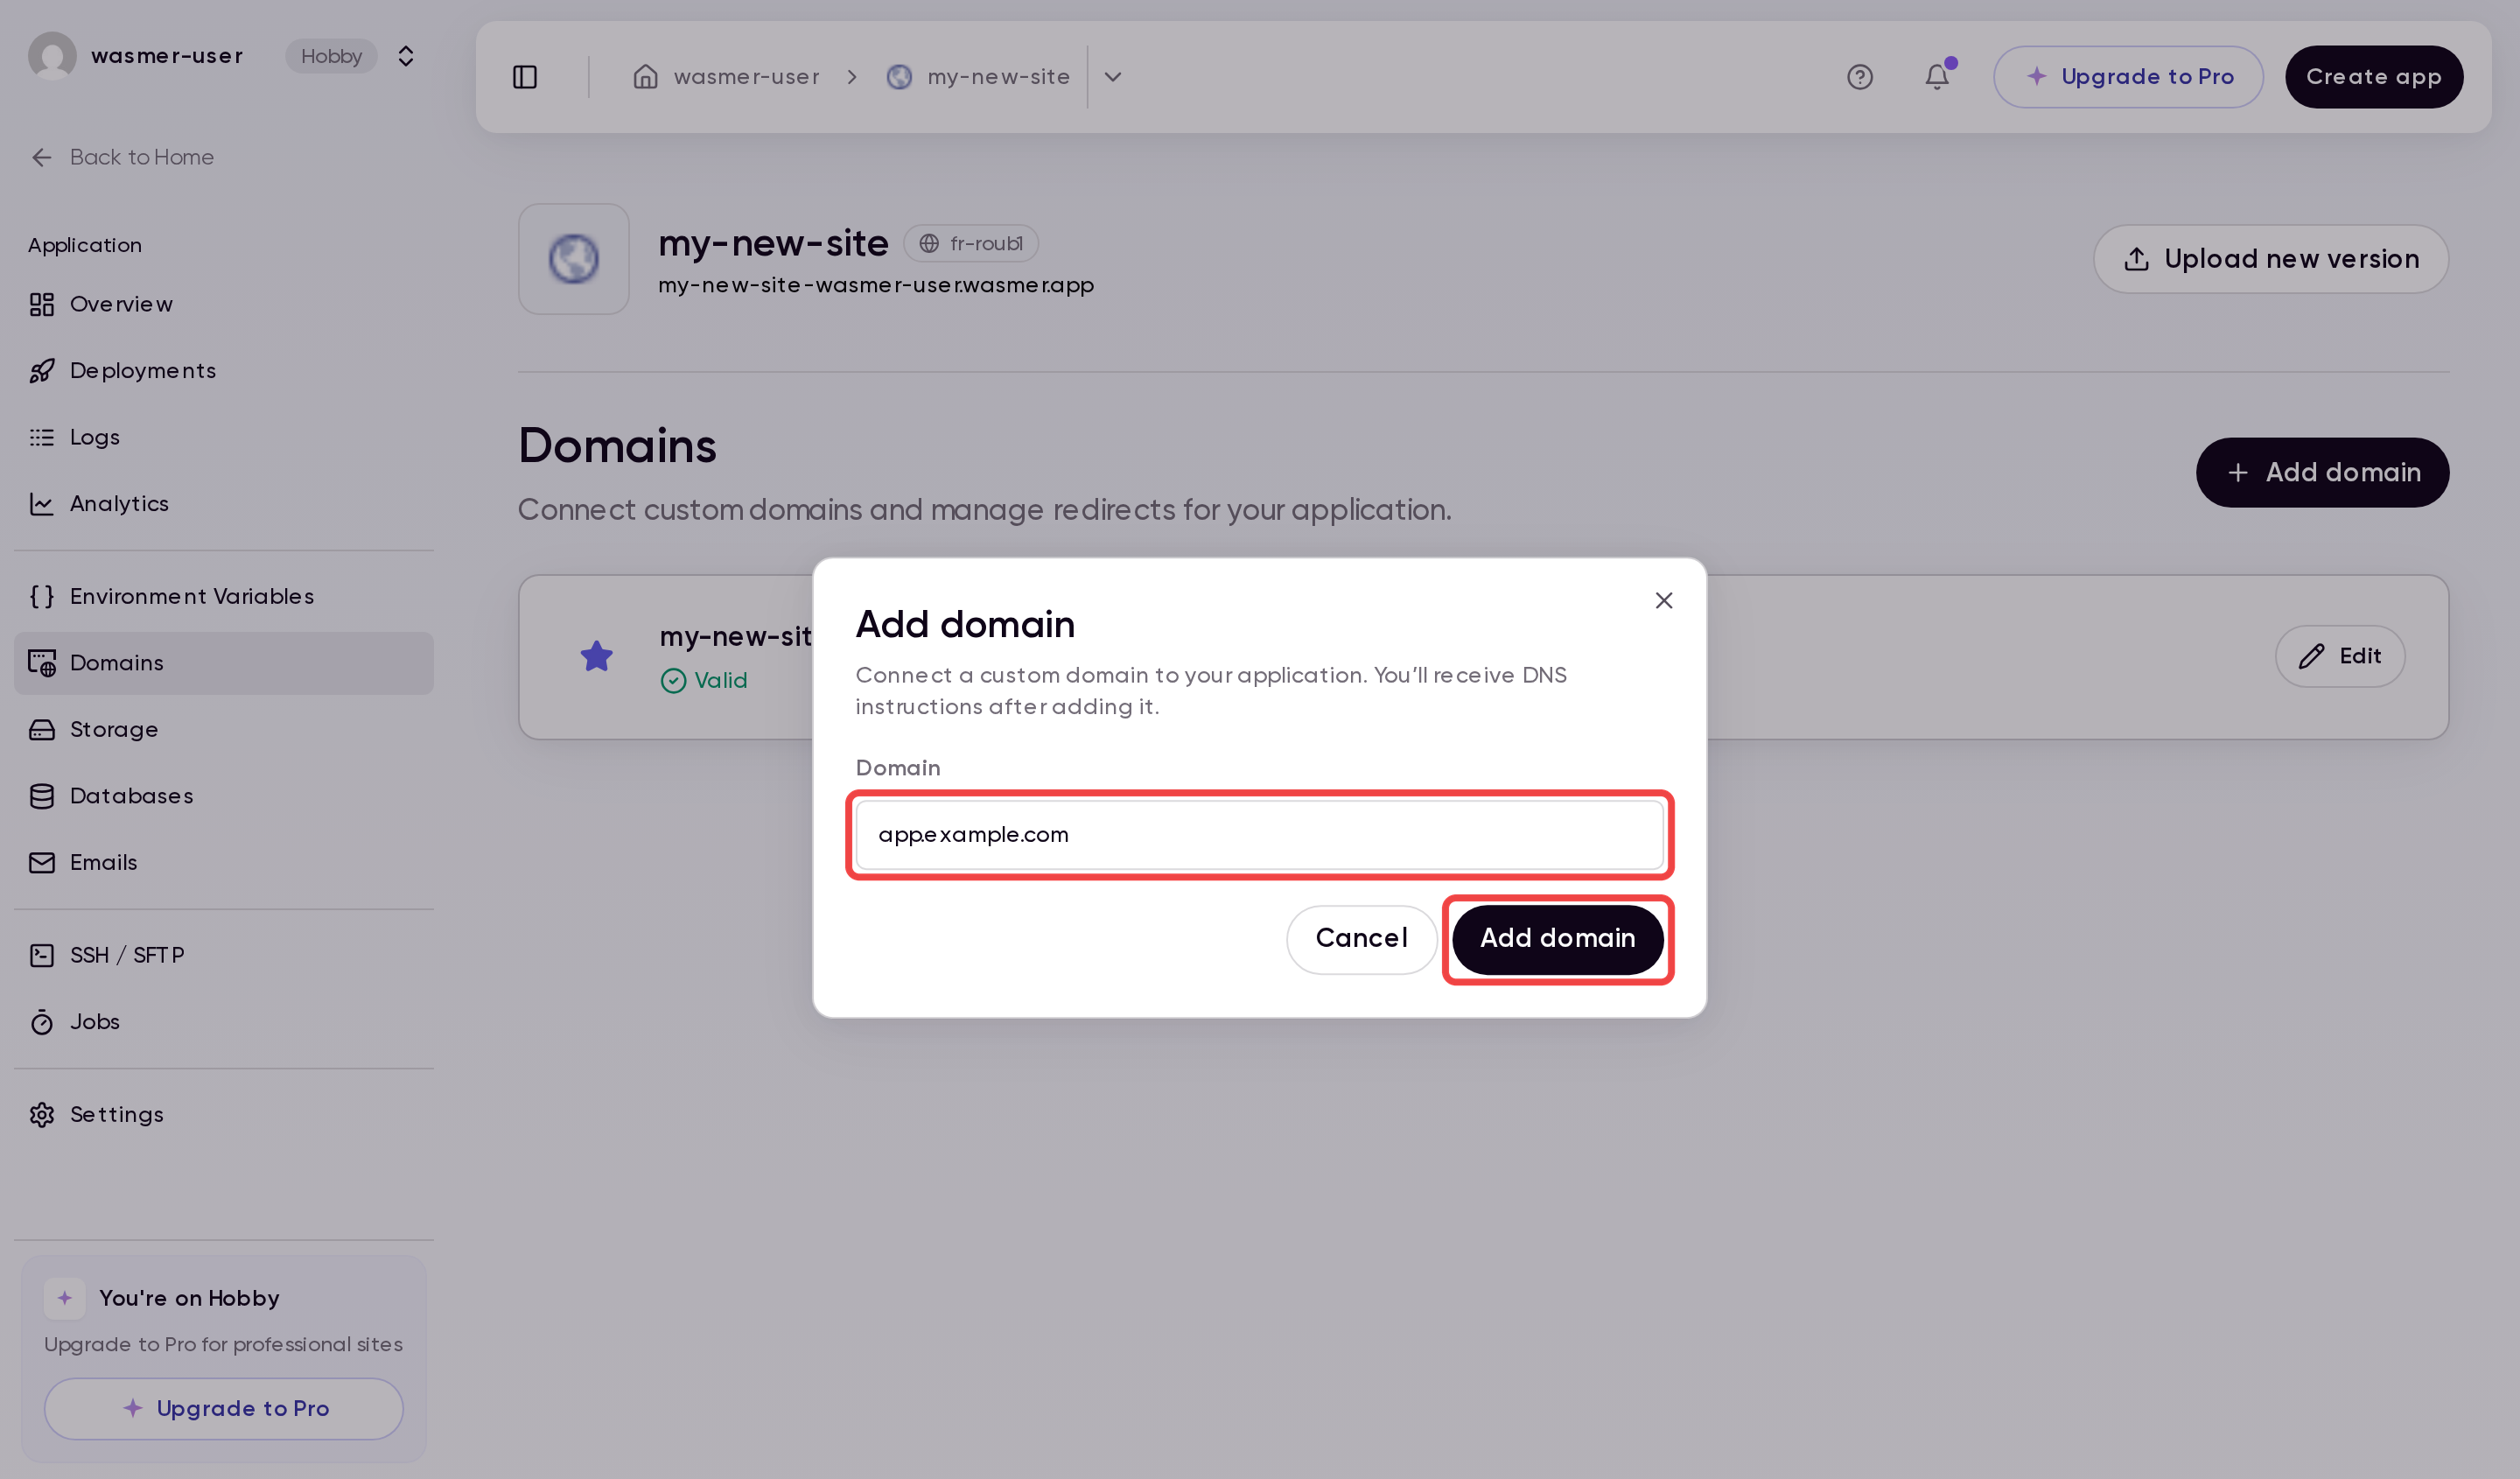 wasmer-user
Hobby
wasmer-user
my-new-site
Upgrade to Pro
Create app
Back to Home
Application
Overview
Deployments
Logs
Analytics
Environment Variables
Domains
Storage
Databases
Emails
SSH / SFTP
Jobs
Settings
You're on Hobby
Upgrade to Pro for professional sites
Upgrade to Pro
my-new-site
fr-roub1
my-new-site-wasmer-user.wasmer.app
Upload new version
Domains
Connect custom domains and manage redirects for your application.
Add domain
my-new-sit
Valid
Edit
Add domain
Connect a custom domain to your application. You’ll receive DNS
instructions after adding it.
Domain
app.example.com
Cancel
Add domain